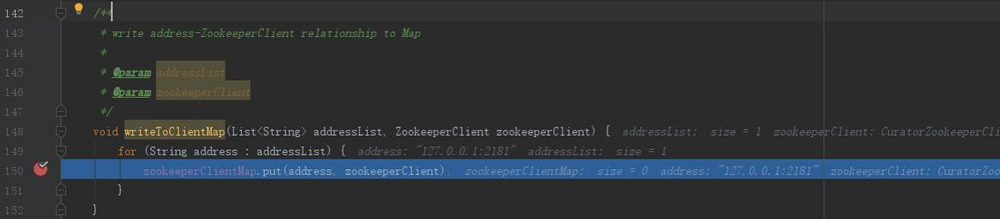 142 /**
143 * write address-ZookeeperClient relationship to Map
144 *
145 * @param addressList
146 * @param zookeeperClient
147 */
148 void writeToClientMap(List<String> addressList, ZookeeperClient zookeeperClient) { addressList: size = 1 zookeeperClient: CuratorZookeeperCli
149 for (String address : addressList) { address: "127.0.0.1:2181" addressList: size = 1
150 zookeeperClientMap.put(address, zookeeperClient); zookeeperClientMap: size = 0 address: "127.0.0.1:2181" zookeeperClient: CuratorZoo
151 }
152 }